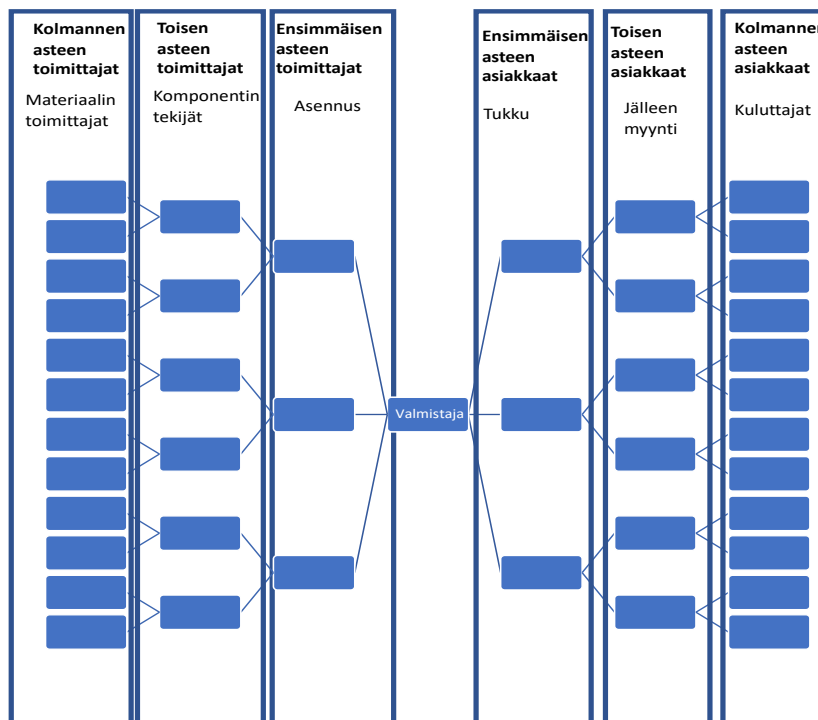 Kolmannen
asteen
toimittajat
Materiaalin
toimittajat
Toisen
asteen
toimittajat
Komponentin
tekijät
Ensimmäisen
asteen
toimittajat
Asennus
Valmistaja
Ensimmäisen
asteen
asiakkaat
Tukku
Toisen
asteen
asiakkaat
Jälleen
myynti
Kolmannen
asteen
asiakkaat
Kuluttajat